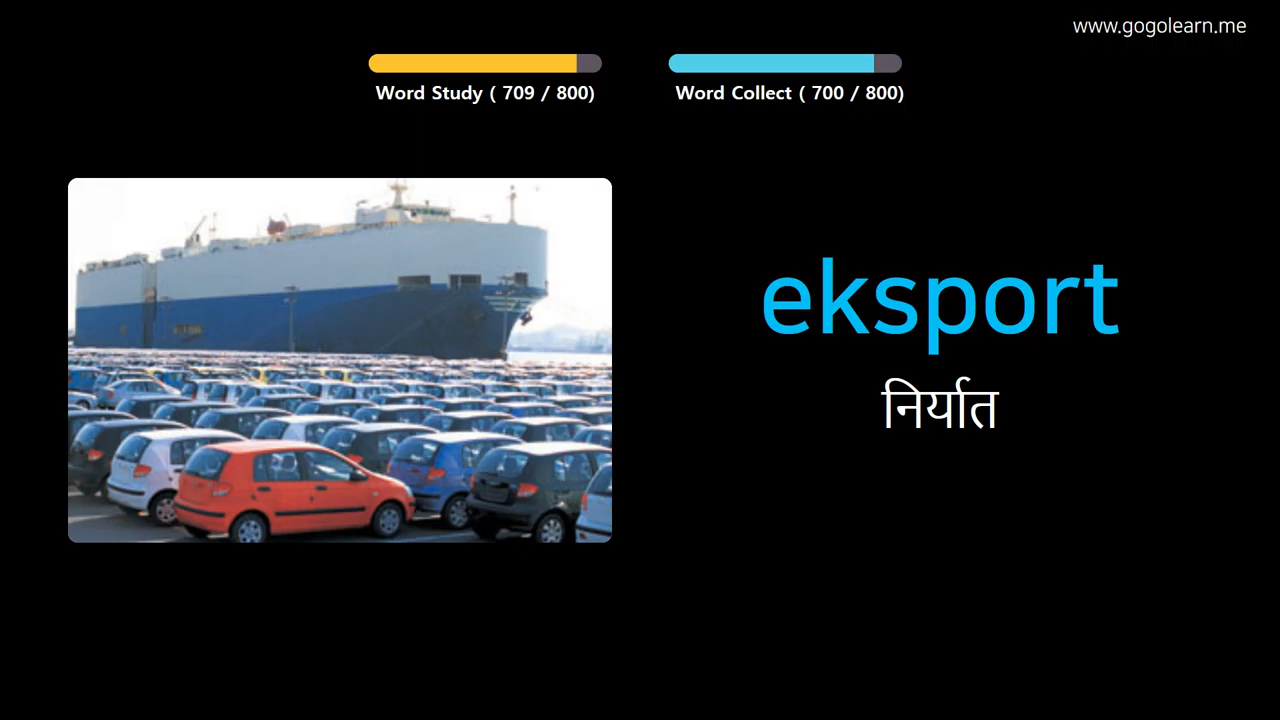 www.gogolearn.me
Word Study ( 709 / 800)
Word Collect ( 700 / 800)
eksport
निर्यात